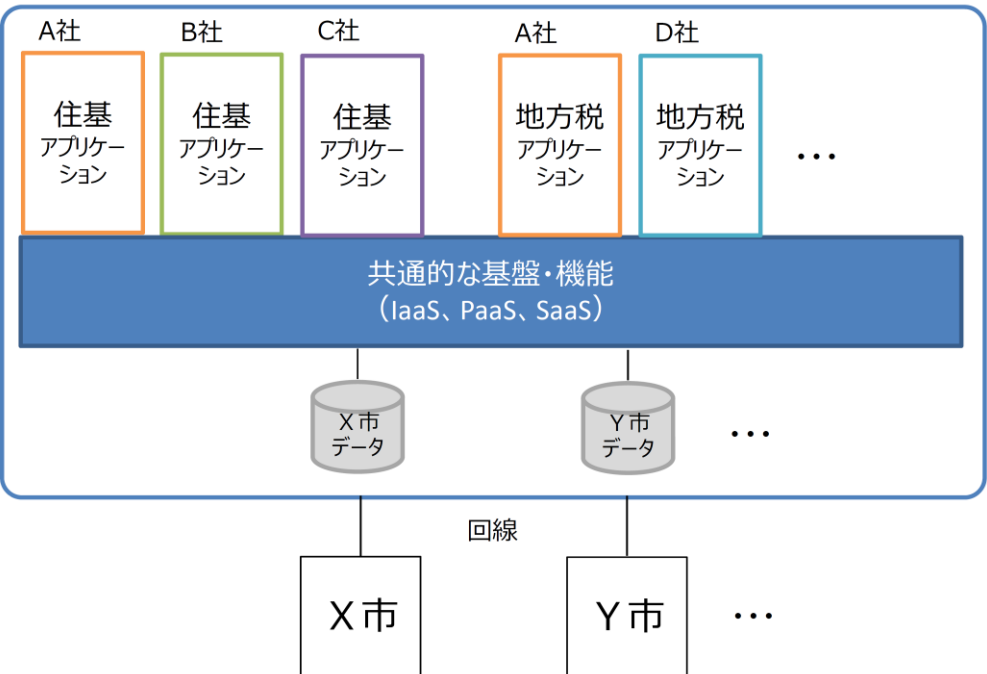 A社
B社
C社
A社
D社
住基
アプリケー
ション
住基
アプリケー
ション
住基
アプリケー
ション
地方税
アプリケー
ション
地方税
アプリケー
ション
…
共通的な基盤・機能
（IaaS、PaaS、SaaS）
X市
データ
Y市
データ
…
回線
X市
Y市
…